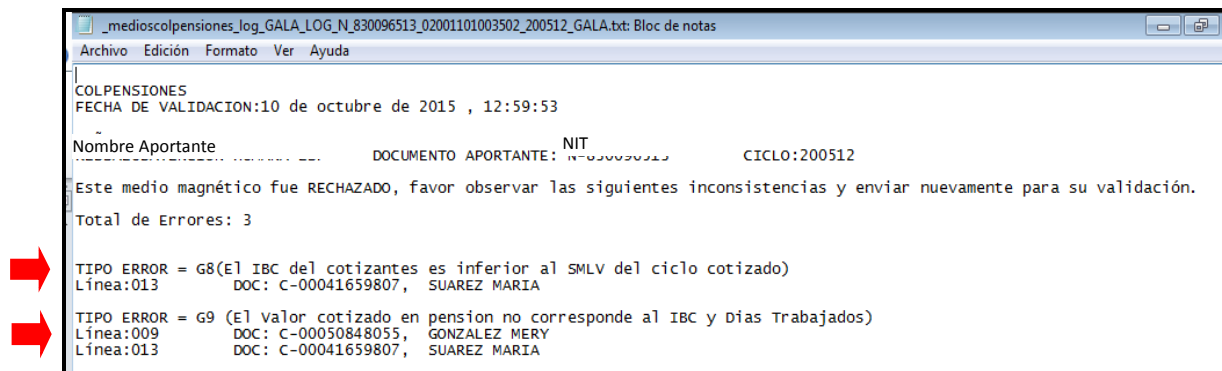 _medioscolpensiones_log_GALA_LOG_N_830096513_02001101003502_200512_GALA.txt: Bloc de notas
Archivo Edición Formato Ver Ayuda
COLPENSIONES
FECHA DE VALIDACION:10 de octubre de 2015 , 12:59:53
Nombre Aportante DOCUMENTO APORTANTE: NIT CICLO:200512
Este medio magnético fue RECHAZADO, favor observar las siguientes inconsistencias y enviar nuevamente para su validación.
Total de Errores: 3
TIPO ERROR = G8(El IBC del cotizantes es inferior al SMLV del ciclo cotizado)
Línea:013 DOC: C-00041659807, SUAREZ MARIA
TIPO ERROR = G9 (El Valor cotizado en pension no corresponde al IBC y Dias Trabajados)
Línea:009 DOC: C-00050848055, GONZALEZ MERY
Línea:013 DOC: C-00041659807, SUAREZ MARIA